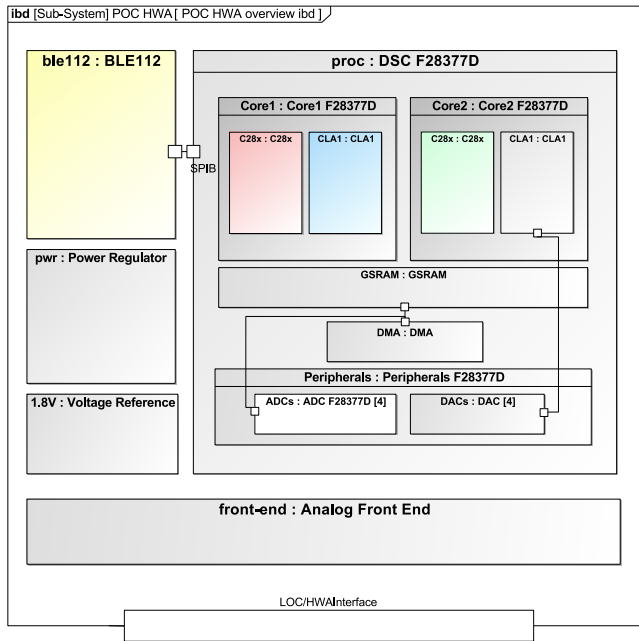 ibd [Sub-System] POC HWA [ POC HWA overview ibd ]
ble112 : BLE112
proc : DSC F28377D
Core1 : Core1 F28377D
Core2 : Core2 F28377D
C28x : C28x
CLA1 : CLA1
C28x : C28x
CLA1 : CLA1
SPIB
pwr : Power Regulator
GSRAM : GSRAM
DMA : DMA
Peripherals : Peripherals F28377D
1.8V : Voltage Reference
ADCs : ADC F28377D [4]
DACs : DAC [4]
front-end : Analog Front End
LOC/HWAInterface